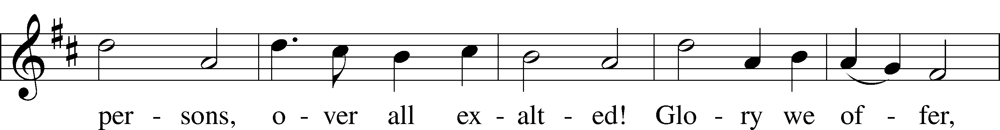 per - sons, o - ver all ex - alt - ed! Glo - ry we of - fer,